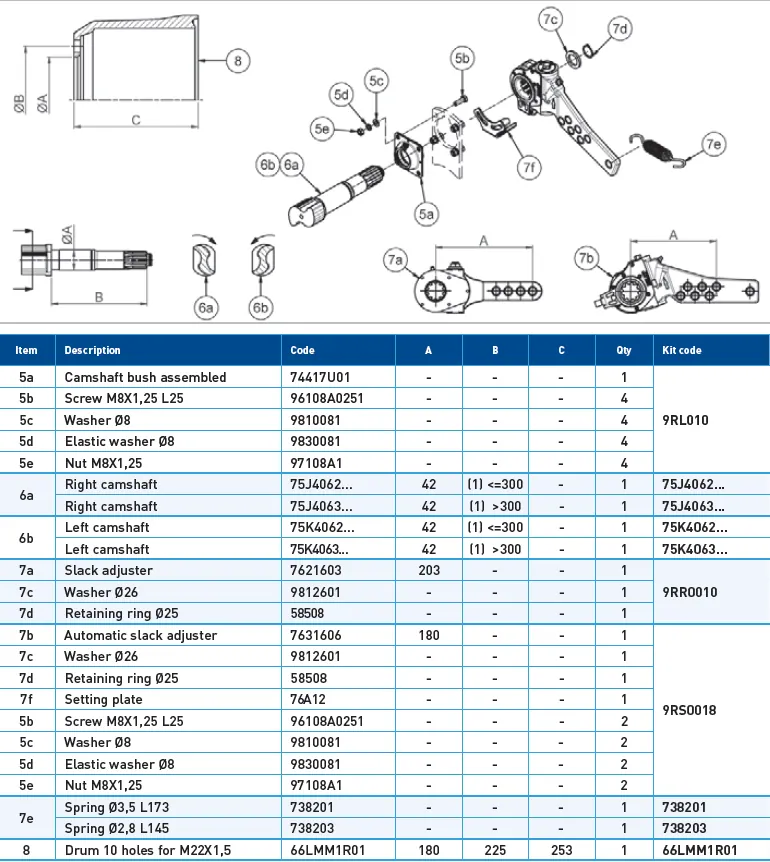 7c
7d
8
5b
5c
5d
5e
ØB
ØA
C
7e
7f
6b 6a
5a
ØA
B
6a
6b
7a
A
7b
A
Item Description Code A B C Qty Kit code
5a Camshaft bush assembled 74417U01 - - - 1
5b Screw M8X1,25 L25 96108A0251 - - - 4
5c Washer Ø8 9810081 - - - 4 9RL010
5d Elastic washer Ø8 9830081 - - - 4
5e Nut M8X1,25 97108A1 - - - 4
6a Right camshaft 75J4062... 42 (1) <=300 - 1 75J4062...
Right camshaft 75J4063... 42 (1) >300 - 1 75J4063...
6b Left camshaft 75K4062... 42 (1) <=300 - 1 75K4062...
Left camshaft 75K4063... 42 (1) >300 - 1 75K4063...
7a Slack adjuster 7621603 203 - - 1
7c Washer Ø26 9812601 - - - 1 9RR0010
7d Retaining ring Ø25 58508 - - - 1
7b Automatic slack adjuster 7631606 180 - - 1
7c Washer Ø26 9812601 - - - 1
7d Retaining ring Ø25 58508 - - - 1
7f Setting plate 76A12 - - - 1
9RS0018
5b Screw M8X1,25 L25 96108A0251 - - - 2
5c Washer Ø8 9810081 - - - 2
5d Elastic washer Ø8 9830081 - - - 2
5e Nut M8X1,25 97108A1 - - - 2
7e Spring Ø3,5 L173 738201 - - - 1 738201
Spring Ø2,8 L145 738203 - - - 1 738203
8 Drum 10 holes for M22X1,5 66LMM1R01 180 225 253 1 66LMM1R01